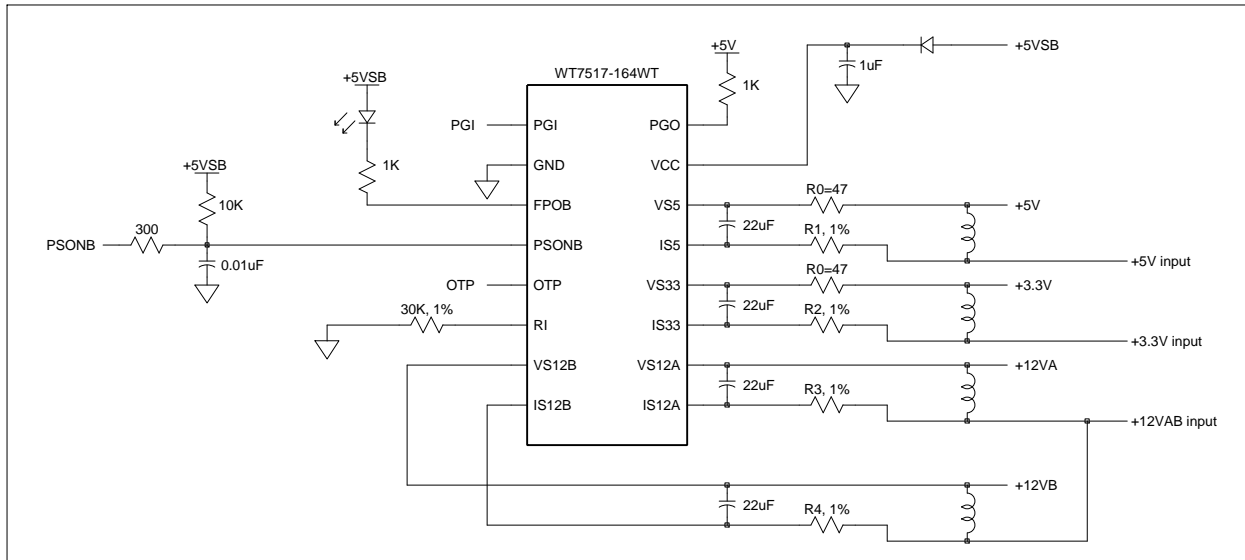 +5V
+5VSB
WT7517-164WT
1uF
+5VSB
1K
PGI
PGI
PGO
GND
VCC
+5VSB
1K
R0=47
10K
FPOB
VS5
+5V
22uF
300
R1, 1%
PSONB
PSONB
IS5
0.01uF
+5V input
R0=47
OTP
OTP
VS33
+3.3V
22uF
30K, 1%
R2, 1%
RI
IS33
+3.3V input
VS12B
VS12A
+12VA
22uF
R3, 1%
IS12B
IS12A
+12VAB input
+12VB
22uF
R4, 1%